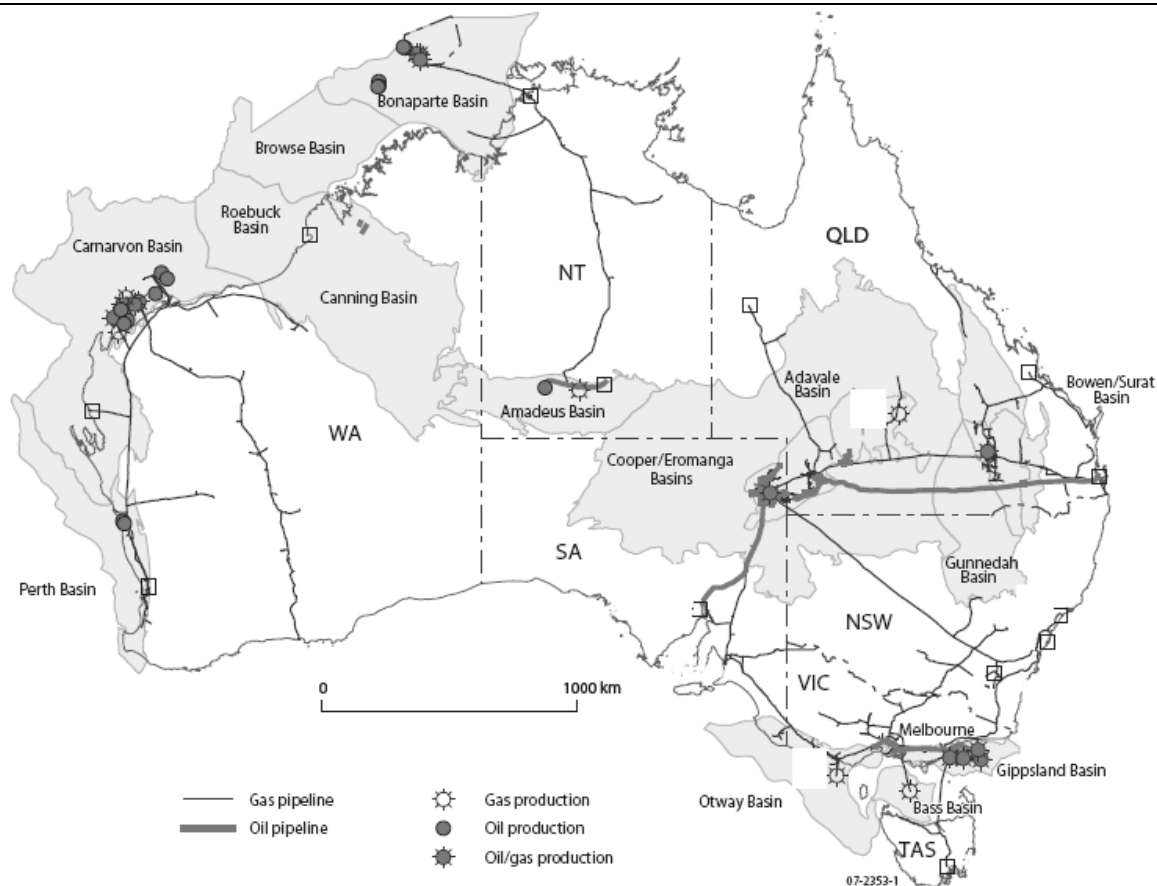 Bonaparte Basin
Browse Basin
Roebuck
Basin
Carnarvon Basin
QLD
NT
Canning Basin
Adavale
Basin
Bowen/Surat
Basin
Amadeus Basin
WA
Cooper/Eromanga
Basins
SA
Gunnedah
Basin
Perth Basin
NSW
0
1000 km
VIC
Melbourne
Gippsland Basin
Otway Basin
Bass Basin
Gas pipeline
Gas production
Oil pipeline
Oil production
Oil/gas production
TAS
07-2353-1